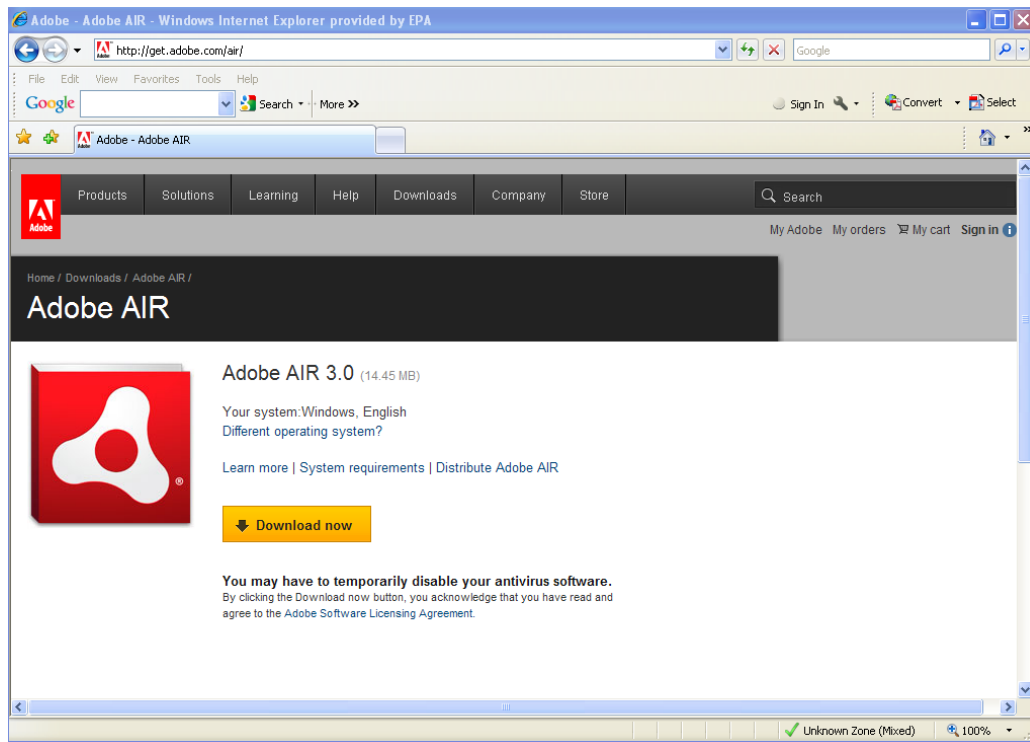 Adobe - Adobe AIR - Windows Internet Explorer provided by EPA
Adobe http://get.adobe.com/air/ Google
File Edit View Favorites Tools Help
Google Search More >> Sign In Convert Select
Adobe Adobe - Adobe AIR
Adobe Products Solutions Learning Help Downloads Company Store Search
My Adobe My orders My cart Sign in i
Home / Downloads / Adobe AIR /
Adobe AIR
Adobe AIR 3.0 (14.45 MB)
Your system:Windows, English
Different operating system?
Learn more | System requirements | Distribute Adobe AIR
®
Download now
You may have to temporarily disable your antivirus software.
By clicking the Download now button, you acknowledge that you have read and
agree to the Adobe Software Licensing Agreement.
Unknown Zone (Mixed) 100%